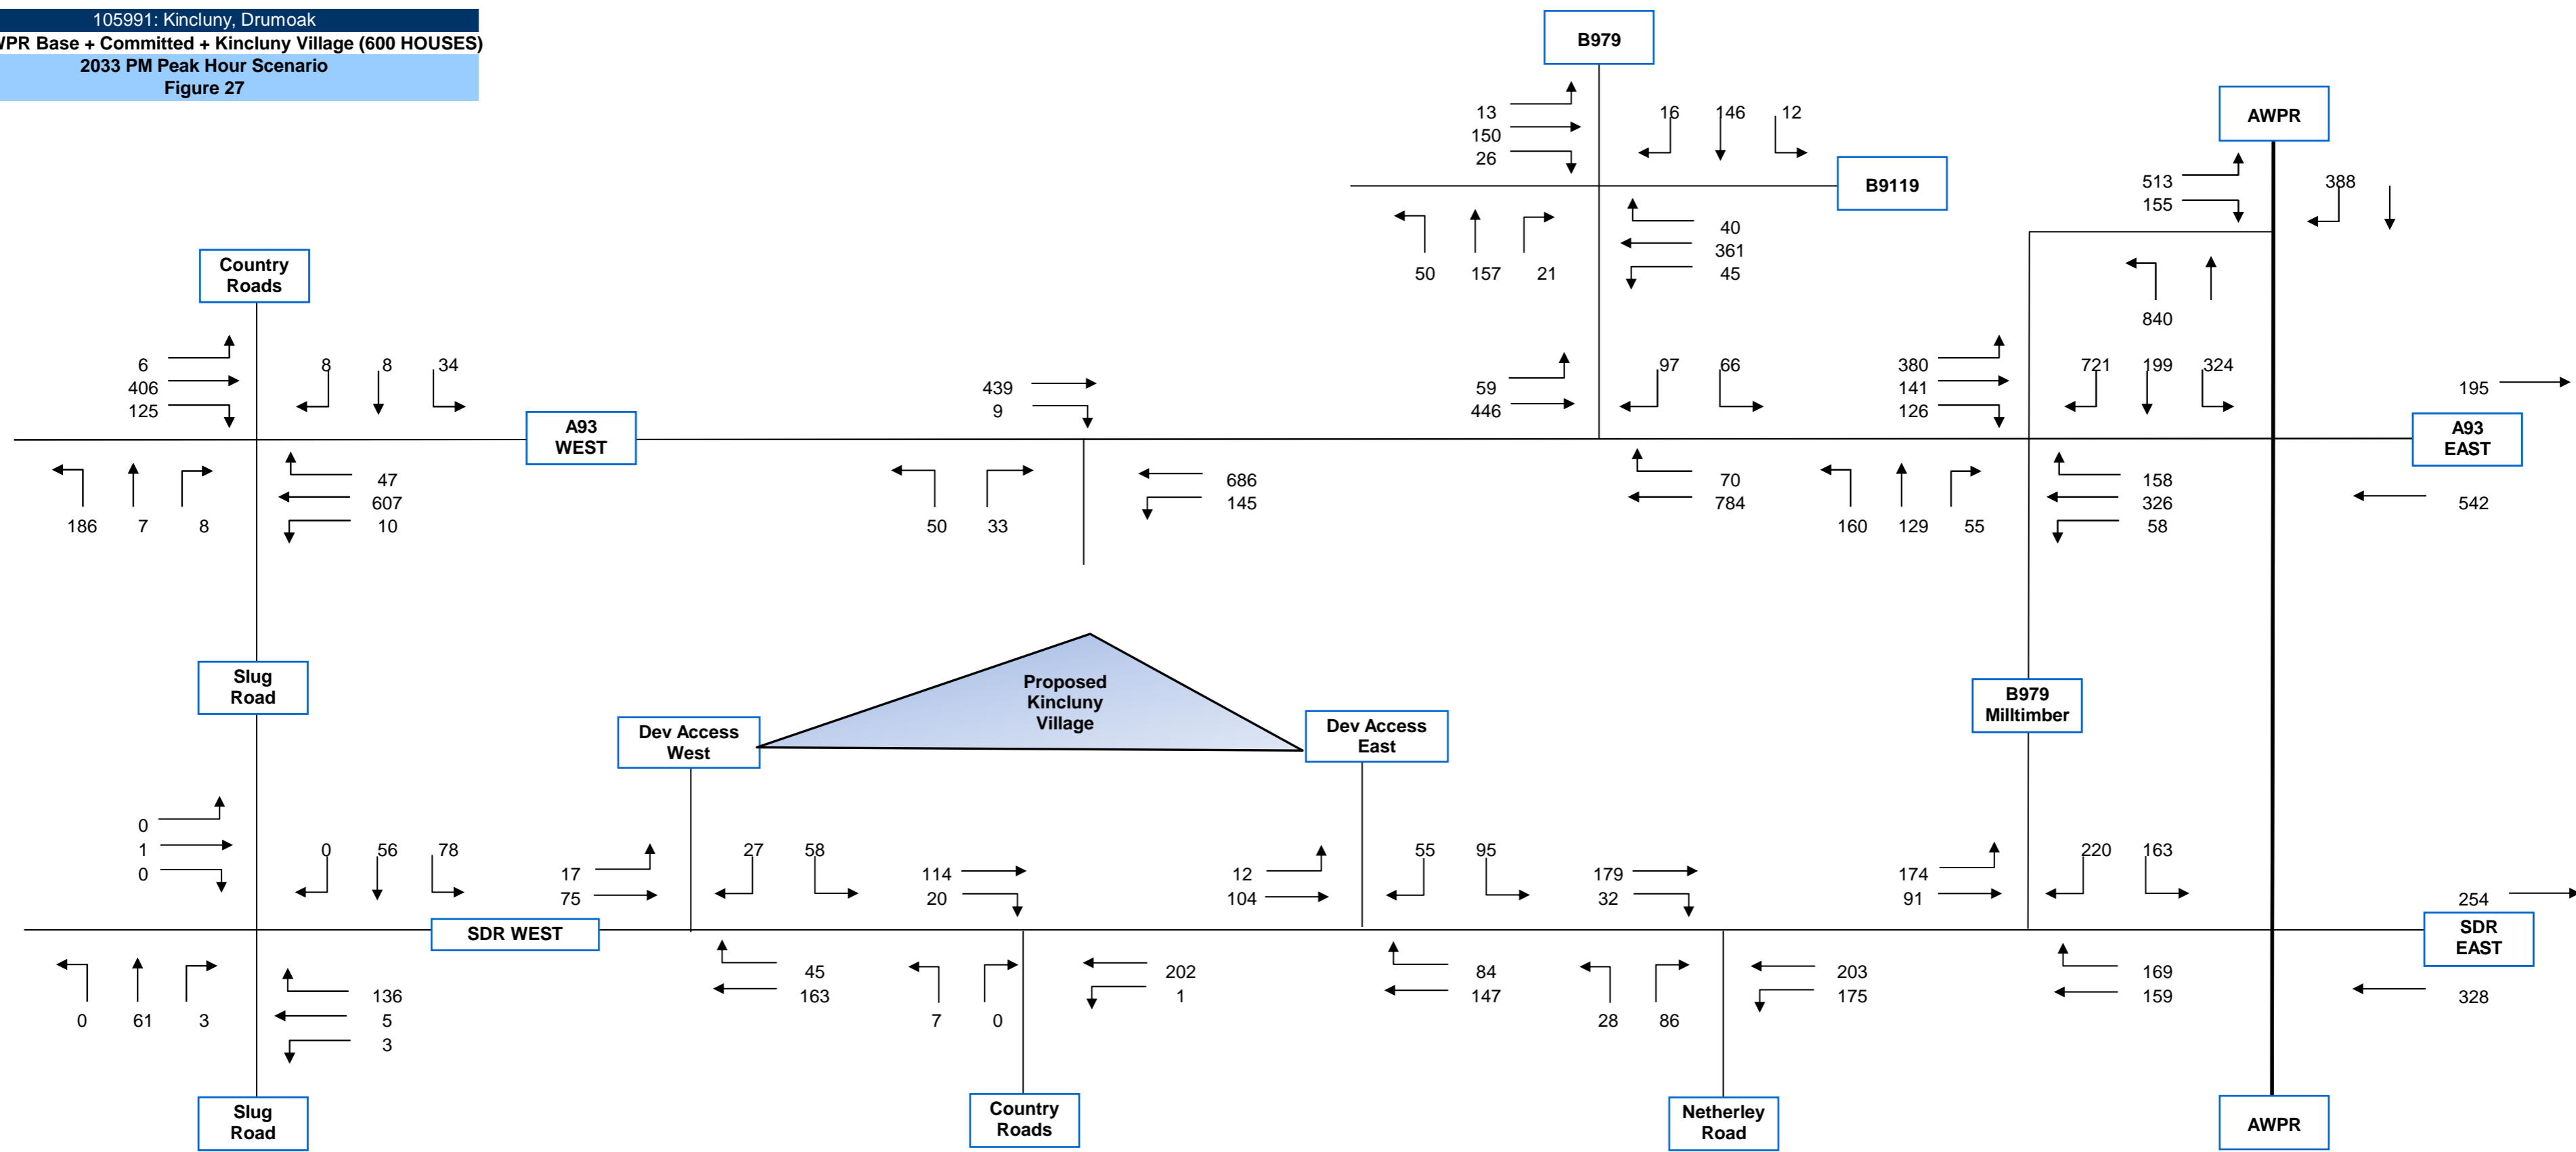 105991: Kincluny, Drumoak
PR Base + Committed + Kincluny Village (600 HOUSES)
2033 PM Peak Hour Scenario
Figure 27
B979
AWPR
13
150
26
16 146 12
B9119
513
155
388
50 157 21
40
361
45
840
Country
Roads
6
406
125
8 8 34
A93
WEST
439
9
59
446
97 66
380
141
126
721 199 324
195
A93
EAST
186 7 8
47
607
10
50 33
686
145
70
784
160 129 55
158
326
58
542
Slug
Road
Proposed
Kincluny
Village
Dev Access
West
Dev Access
East
B979
Milltimber
0
1
0
0 56 78
SDR WEST
17
75
27 58
114
20
12
104
55 95
179
32
174
91
220 163
254
SDR
EAST
0 61 3
136
5
3
45
163
7 0
202
1
84
147
28 86
203
175
169
159
328
Slug
Road
Country
Roads
Netherley
Road
AWPR